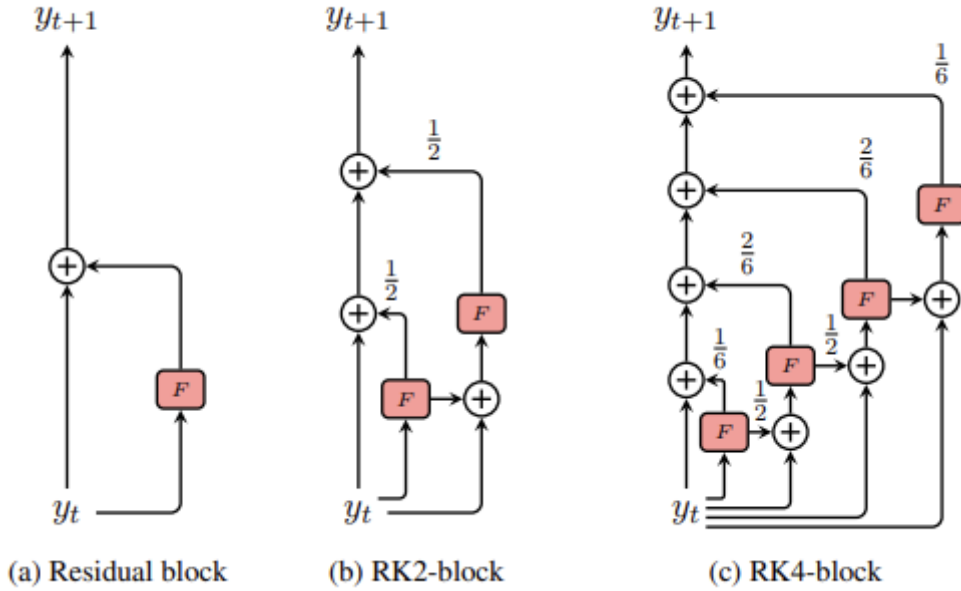 y_{t+1} y_{t+1} y_{t+1}
1/6
1/2 2/6
F
2/6
1/2
F F
1/6 1/2
F
F F 1/2
F
y_t y_t y_t
(a) Residual block (b) RK2-block (c) RK4-block